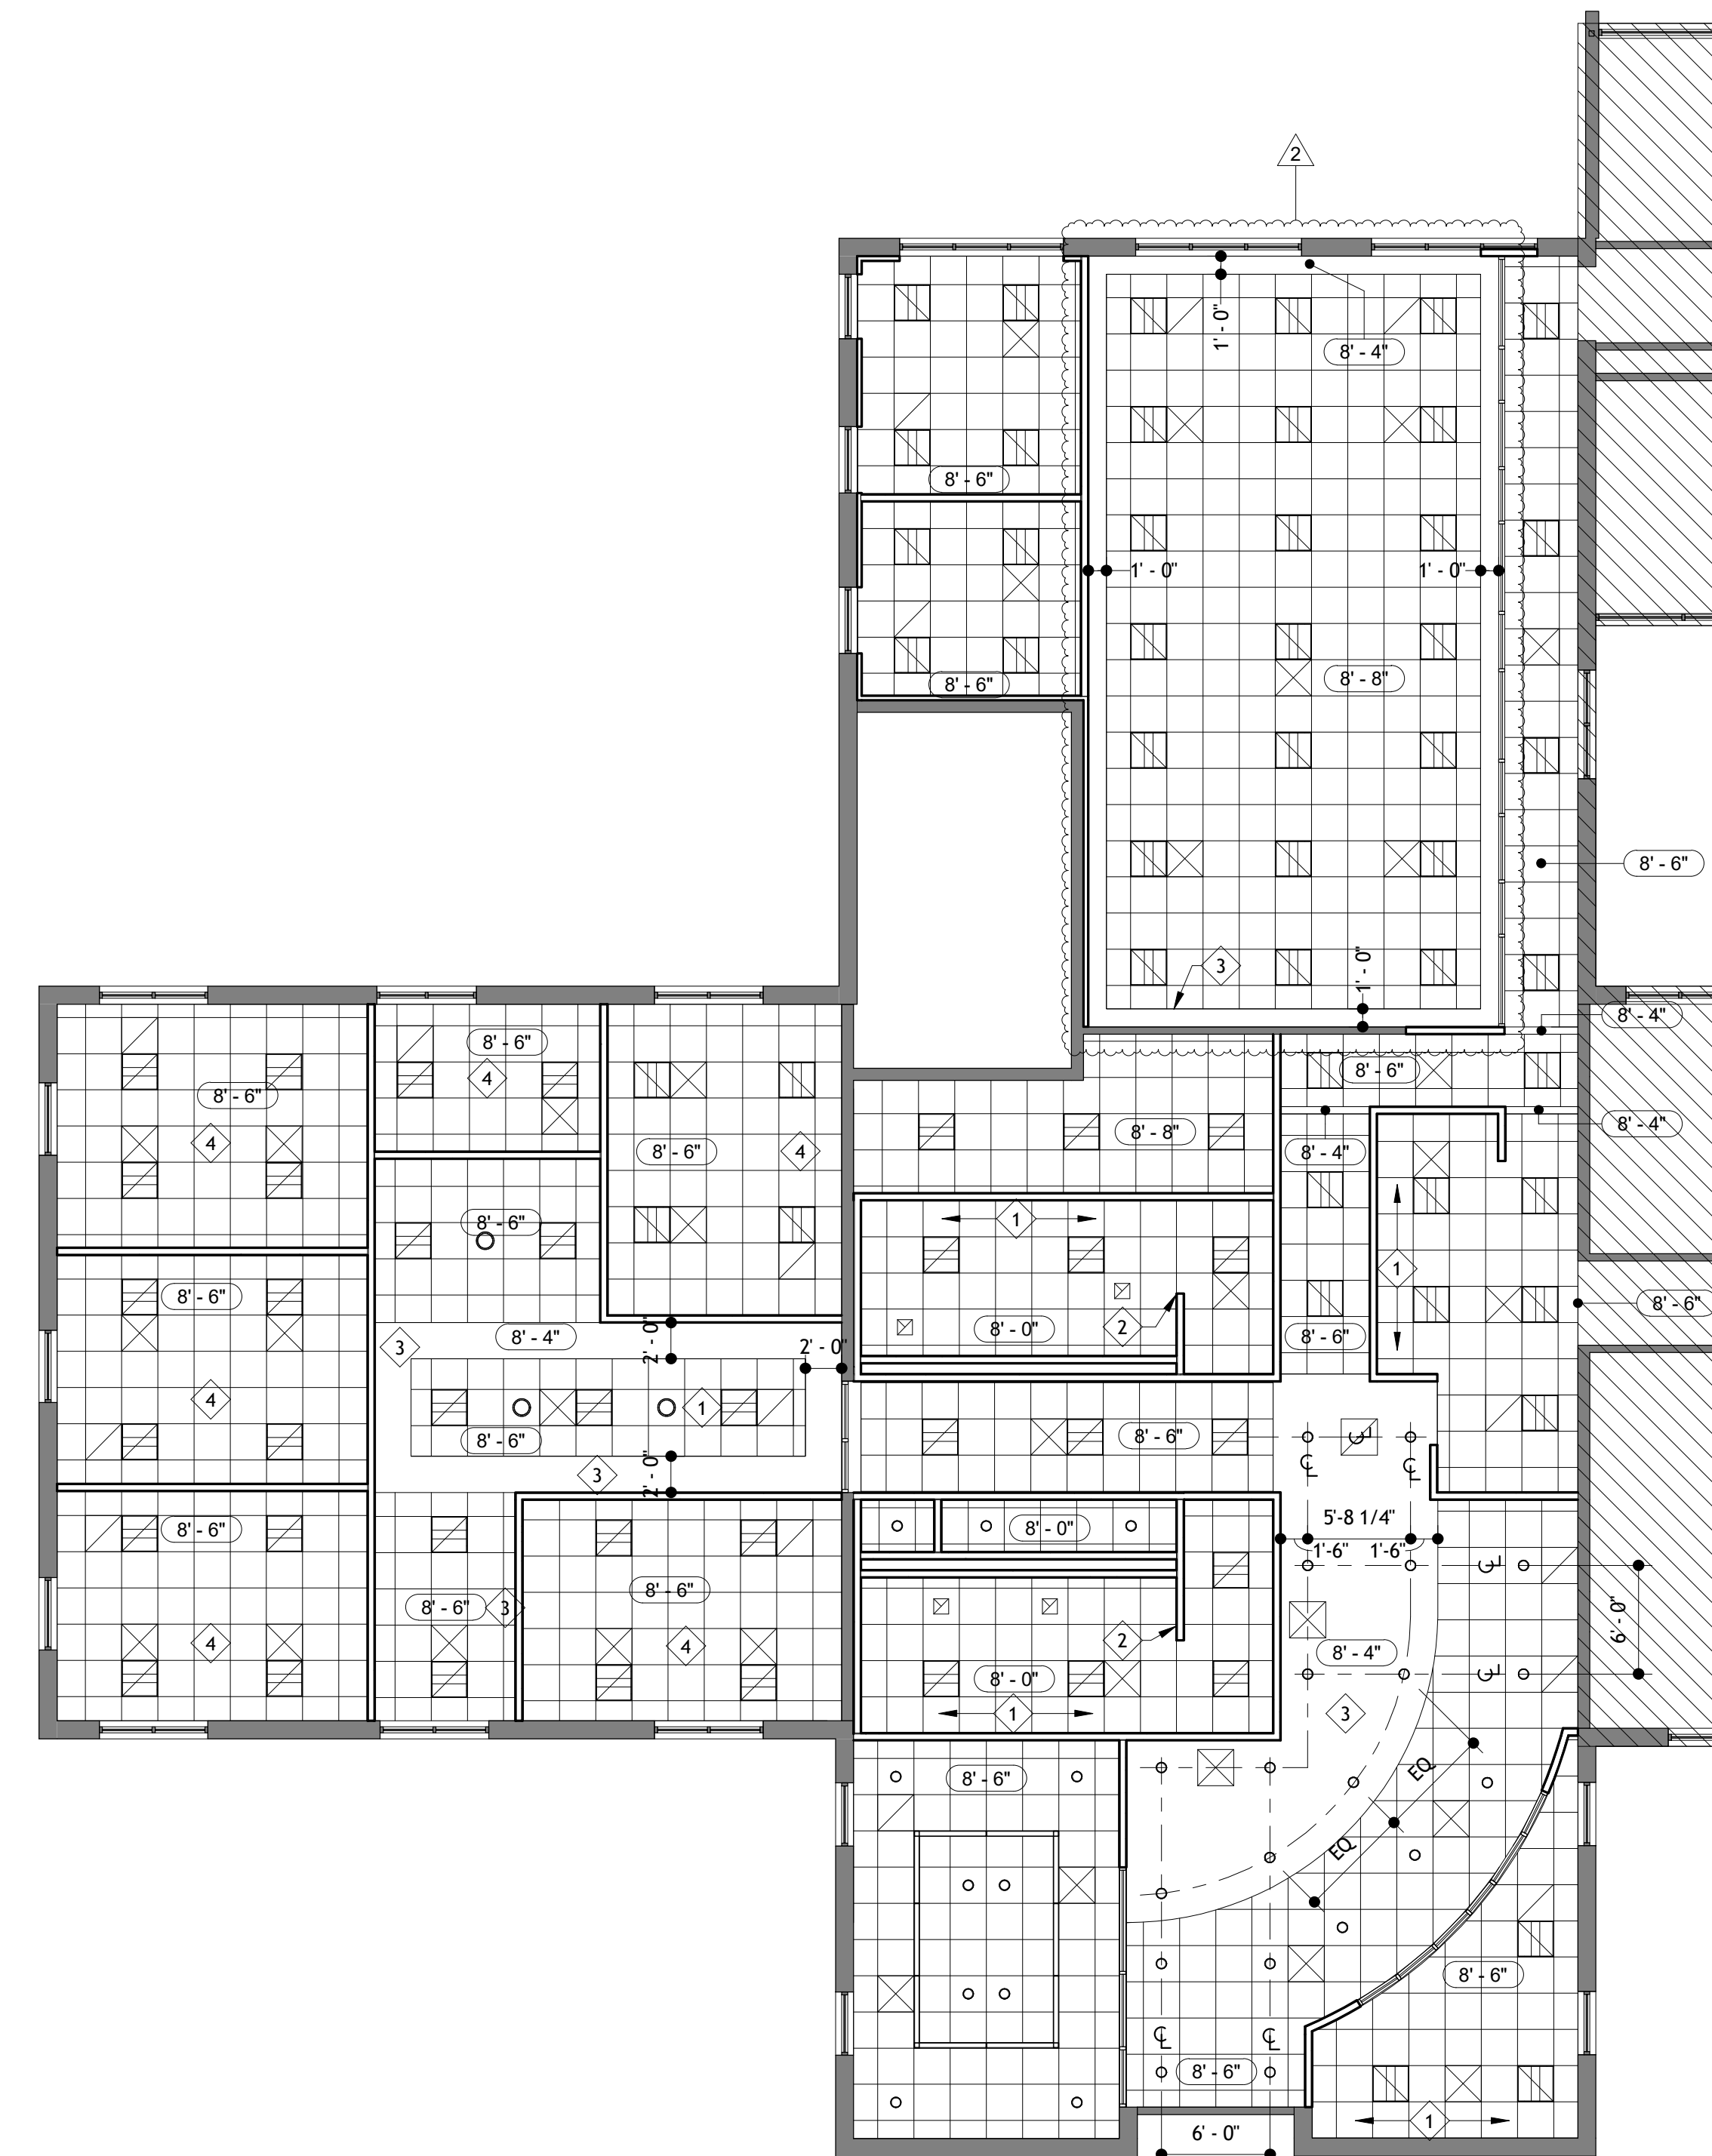 2
1' - 0"
8' - 4"
8' - 6"
1' - 0"
1' - 0"
8' - 6"
8' - 8"
8' - 6"
3
1' - 0"
8' - 4"
8' - 6"
4
8' - 6"
8' - 6"
4
8' - 6"
4
8' - 8"
8' - 4"
8' - 4"
8' - 6"
1
1
8' - 6"
8' - 6"
8' - 4"
3
2' - 0"
2' - 0"
8' - 0"
2
8' - 6"
4
1
8' - 6"
8' - 6"
℄
℄
3
2' - 0"
5'-8 1/4"
8' - 6"
8' - 0"
1'-6"
1'-6"
8' - 6"
3
8' - 6"
6' - 0"
4
4
2
8' - 4"
8' - 0"
1
3
8' - 6"
EQ
EQ
8' - 6"
℄
℄
8' - 6"
1
6' - 0"